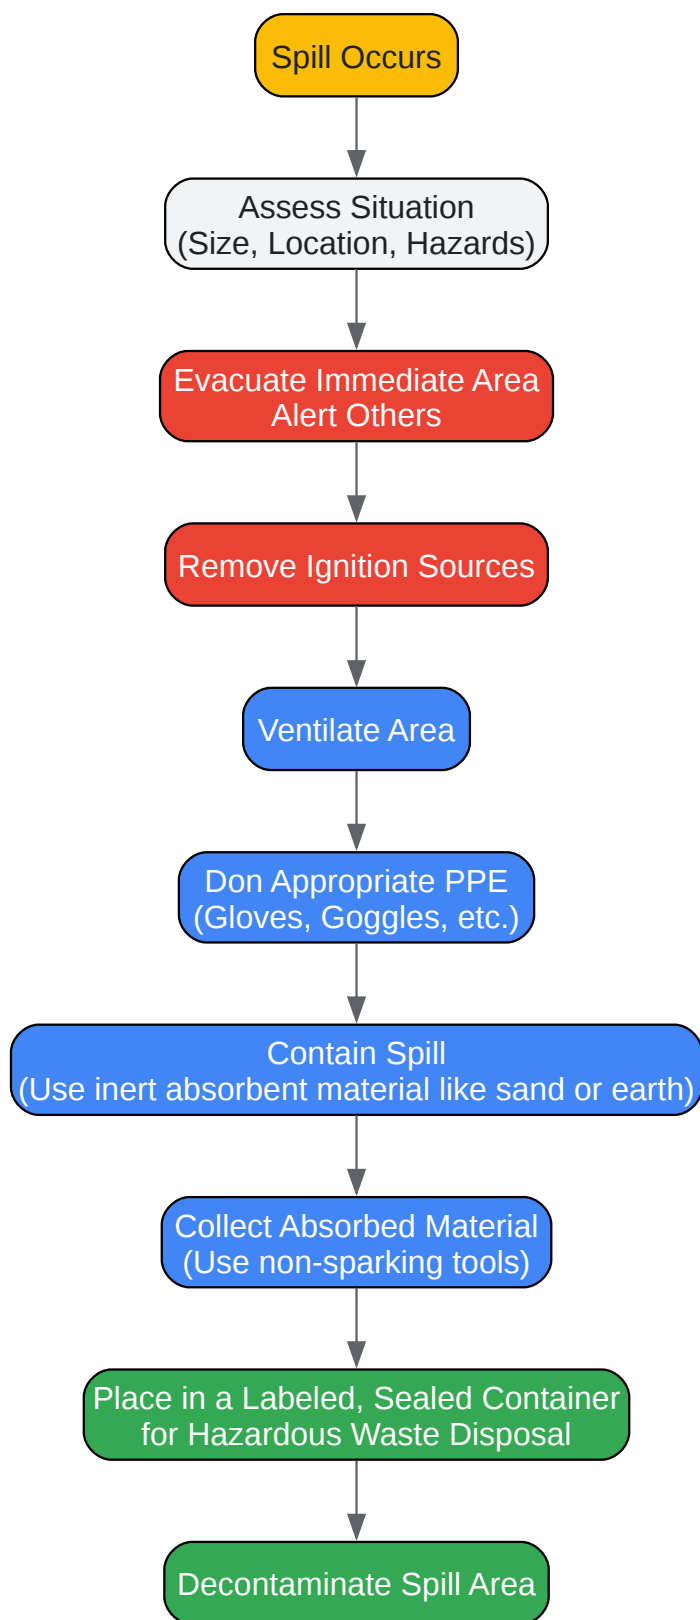 Spill Occurs
Assess Situation
(Size, Location, Hazards)
Evacuate Immediate Area
Alert Others
Remove Ignition Sources
Ventilate Area
Don Appropriate PPE
(Gloves, Goggles, etc.)
Contain Spill
(Use inert absorbent material like sand or earth)
Collect Absorbed Material
(Use non-sparking tools)
Place in a Labeled, Sealed Container
for Hazardous Waste Disposal
Decontaminate Spill Area